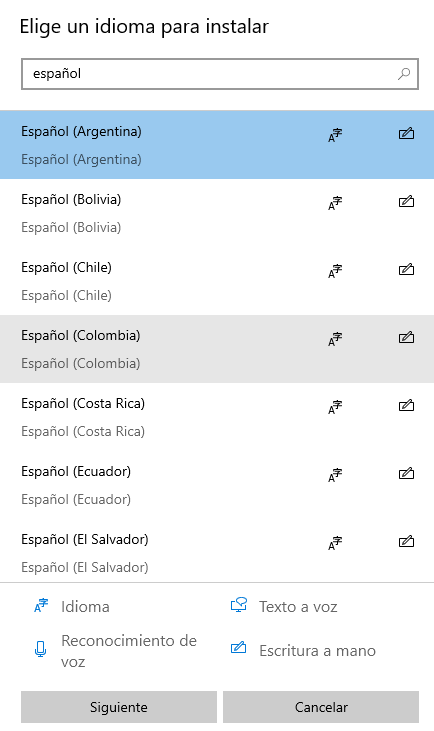 Elige un idioma para instalar
español
Español (Argentina)
Español (Argentina)
Español (Bolivia)
Español (Bolivia)
Español (Chile)
Español (Chile)
Español (Colombia)
Español (Colombia)
Español (Costa Rica)
Español (Costa Rica)
Español (Ecuador)
Español (Ecuador)
Español (El Salvador)
Español (El Salvador)
Idioma
Texto a voz
Reconocimiento de
voz
Escritura a mano
Siguiente
Cancelar